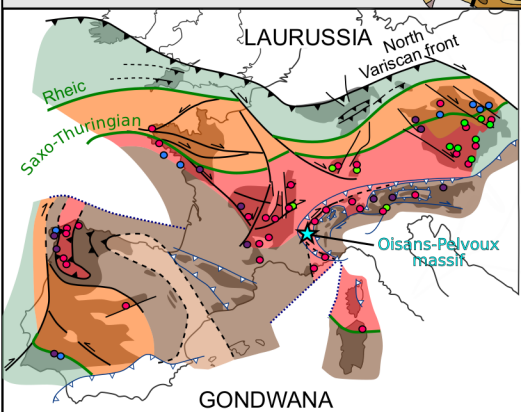 LAURUSSIA
North
Variscan front
Rheic
Saxo-Thuringian
Oisans-Pelvoux
massif
GONDWANA